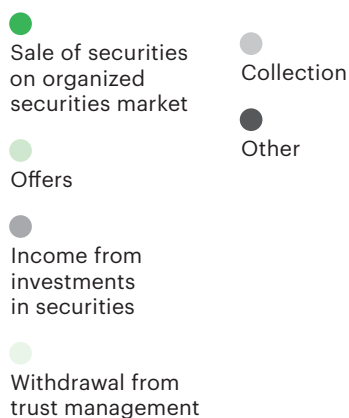 Sale of securities
on organized
securities market
Offers
Income from
investments
in securities
Withdrawal from
trust management
Collection
Other